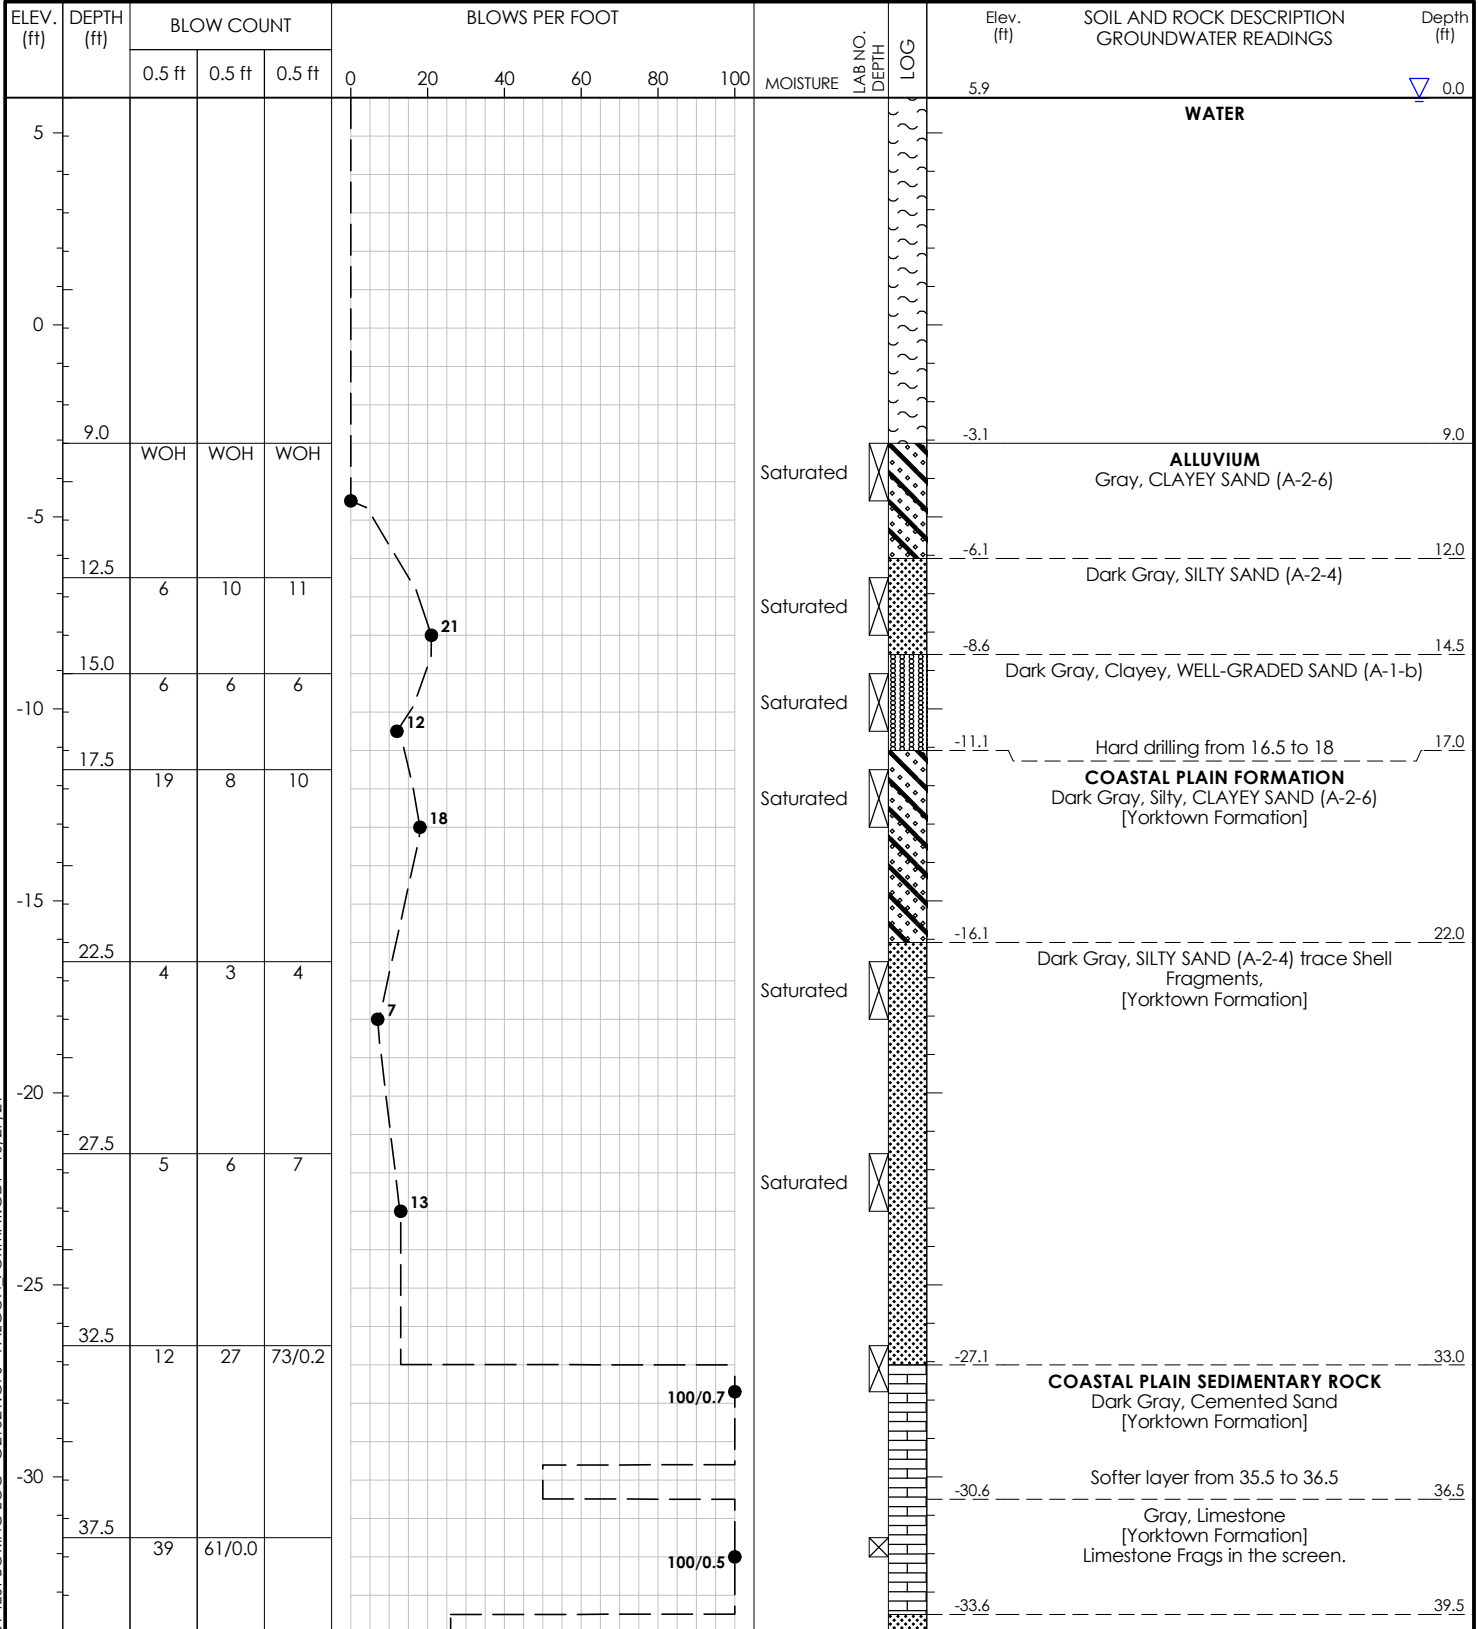 ELEV. (ft) DEPTH (ft) BLOW COUNT BLOWS PER FOOT MOISTURE LAB NO. DEPTH LOG Elev. (ft) SOIL AND ROCK DESCRIPTION GROUNDWATER READINGS Depth (ft)
0.5 ft 0.5 ft 0.5 ft 0 20 40 60 80 100
5.9 0.0
WATER
5
0
9.0 -3.1 9.0
WOH WOH WOH
Saturated
ALLUVIUM
Gray, CLAYEY SAND (A-2-6)
-5
-6.1 12.0
12.5
6 10 11
Dark Gray, SILTY SAND (A-2-4)
Saturated
21
-8.6 14.5
15.0
6 6 6
Dark Gray, Clayey, WELL-GRADED SAND (A-1-b)
Saturated
-10
12
-11.1 Hard drilling from 16.5 to 18 17.0
17.5
19 8 10
COASTAL PLAIN FORMATION
Dark Gray, Silty, CLAYEY SAND (A-2-6)
[Yorktown Formation]
Saturated
18
-15
-16.1 22.0
22.5
4 3 4
Dark Gray, SILTY SAND (A-2-4) trace Shell
Fragments,
[Yorktown Formation]
Saturated
7
-20
27.5
5 6 7
Saturated
13
-25
32.5
12 27 73/0.2
-27.1 33.0
COASTAL PLAIN SEDIMENTARY ROCK
Dark Gray, Cemented Sand
[Yorktown Formation]
100/0.7
-30
Softer layer from 35.5 to 36.5
-30.6 36.5
Gray, Limestone
[Yorktown Formation]
Limestone Frags in the screen.
37.5
39 61/0.0
100/0.5
-33.6 39.5